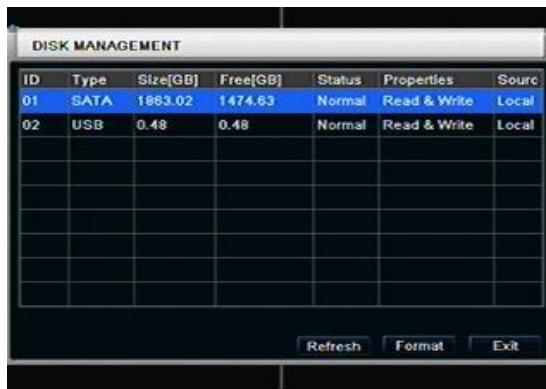 DISK MANAGEMENT
ID Type Size[GB] Free[GB] Status Properties Sourc
01 SATA 1863.02 1474.63 Normal Read & Write Local
02 USB 0.48 0.48 Normal Read & Write Local
Refresh Format Exit